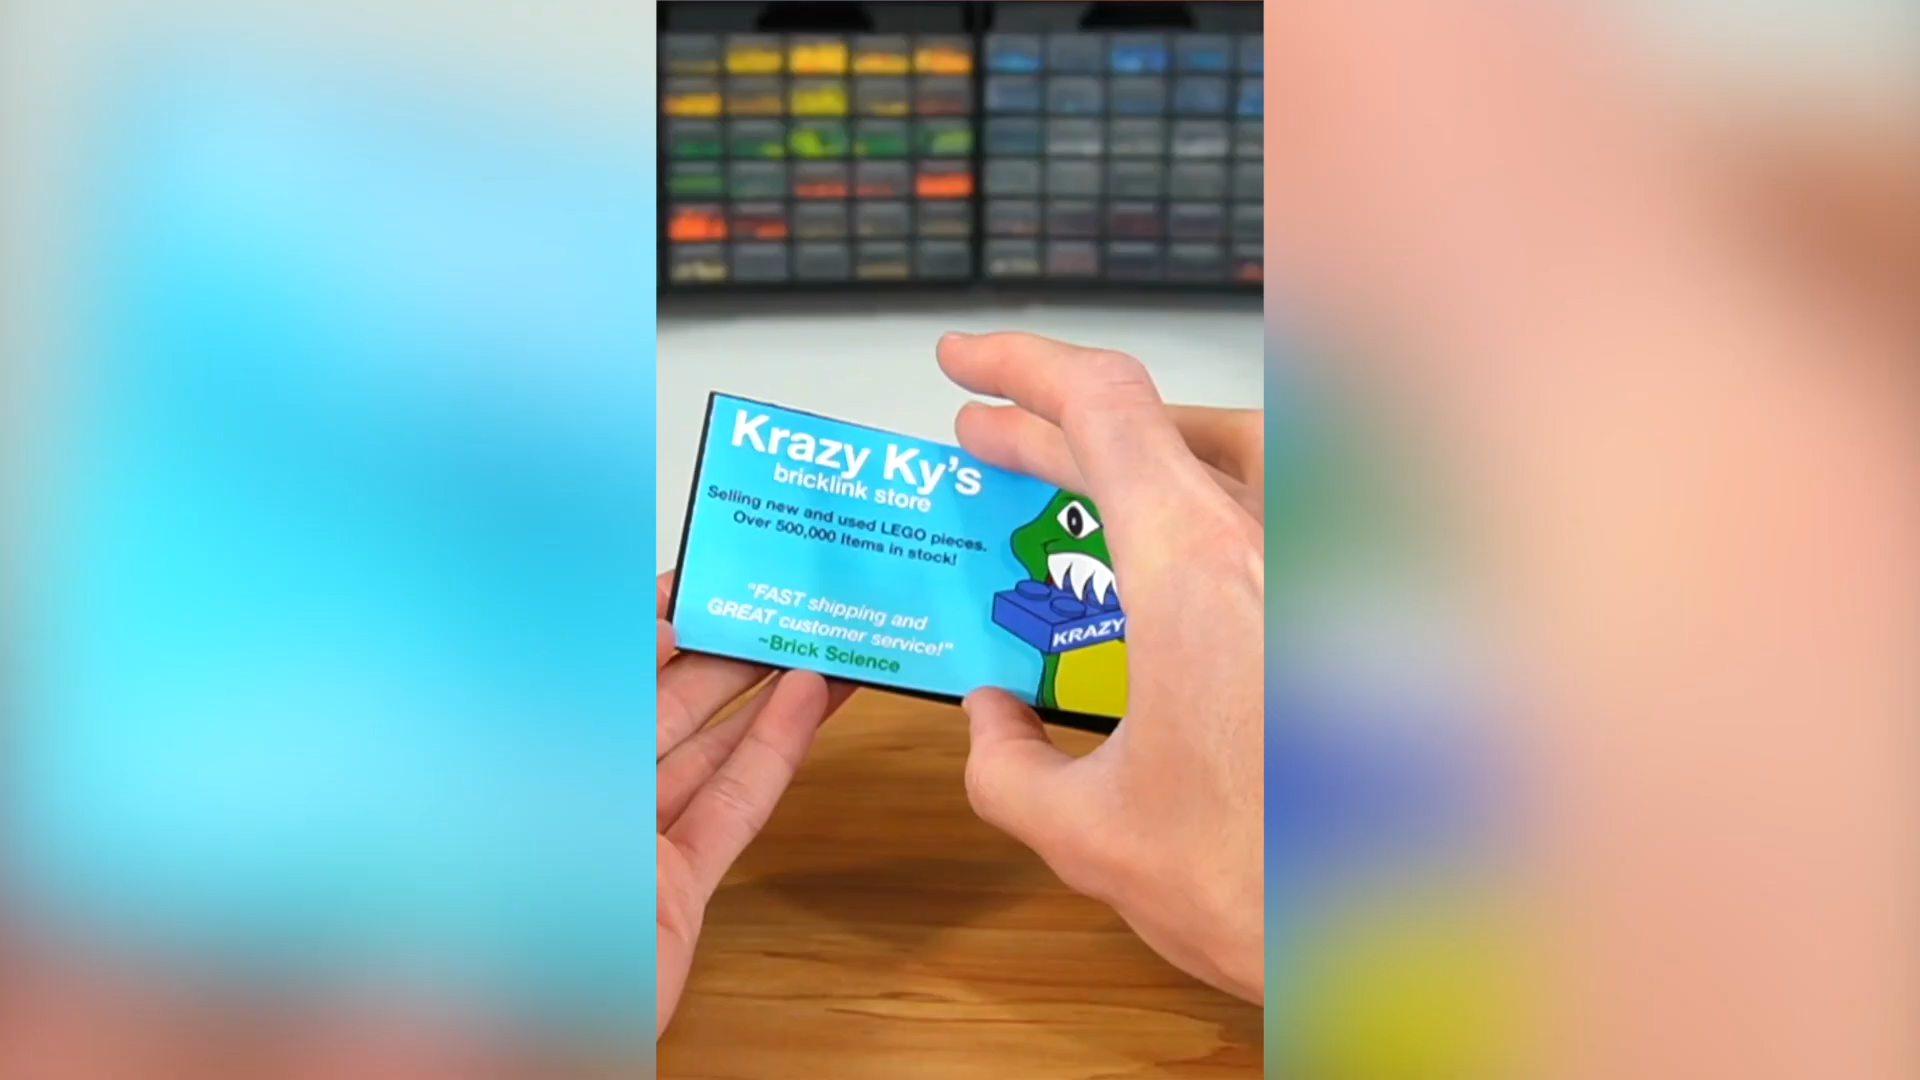 Krazy Ky's
bricklink store
Selling new and used LEGO pieces.
Over 500,000 Items in stock!
"FAST shipping and
GREAT customer service!"
~Brick Science
KRAZY